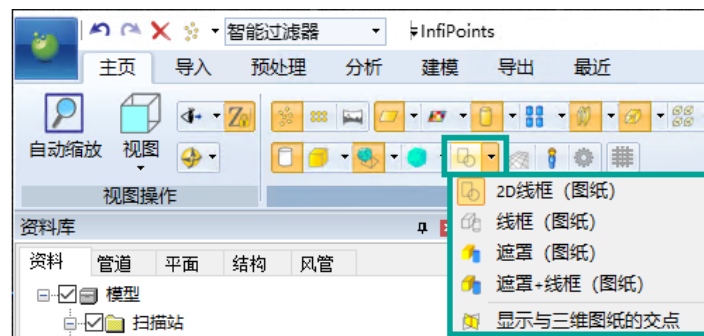 智能过滤器 InfiPoints
主页 导入 预处理 分析 建模 导出 最近
自动缩放 视图
视图操作
2D线框（图纸）
线框（图纸）
遮罩（图纸）
遮罩+线框（图纸）
显示与三维图纸的交点
资料库
资料 管道 平面 结构 风管
模型
扫描站